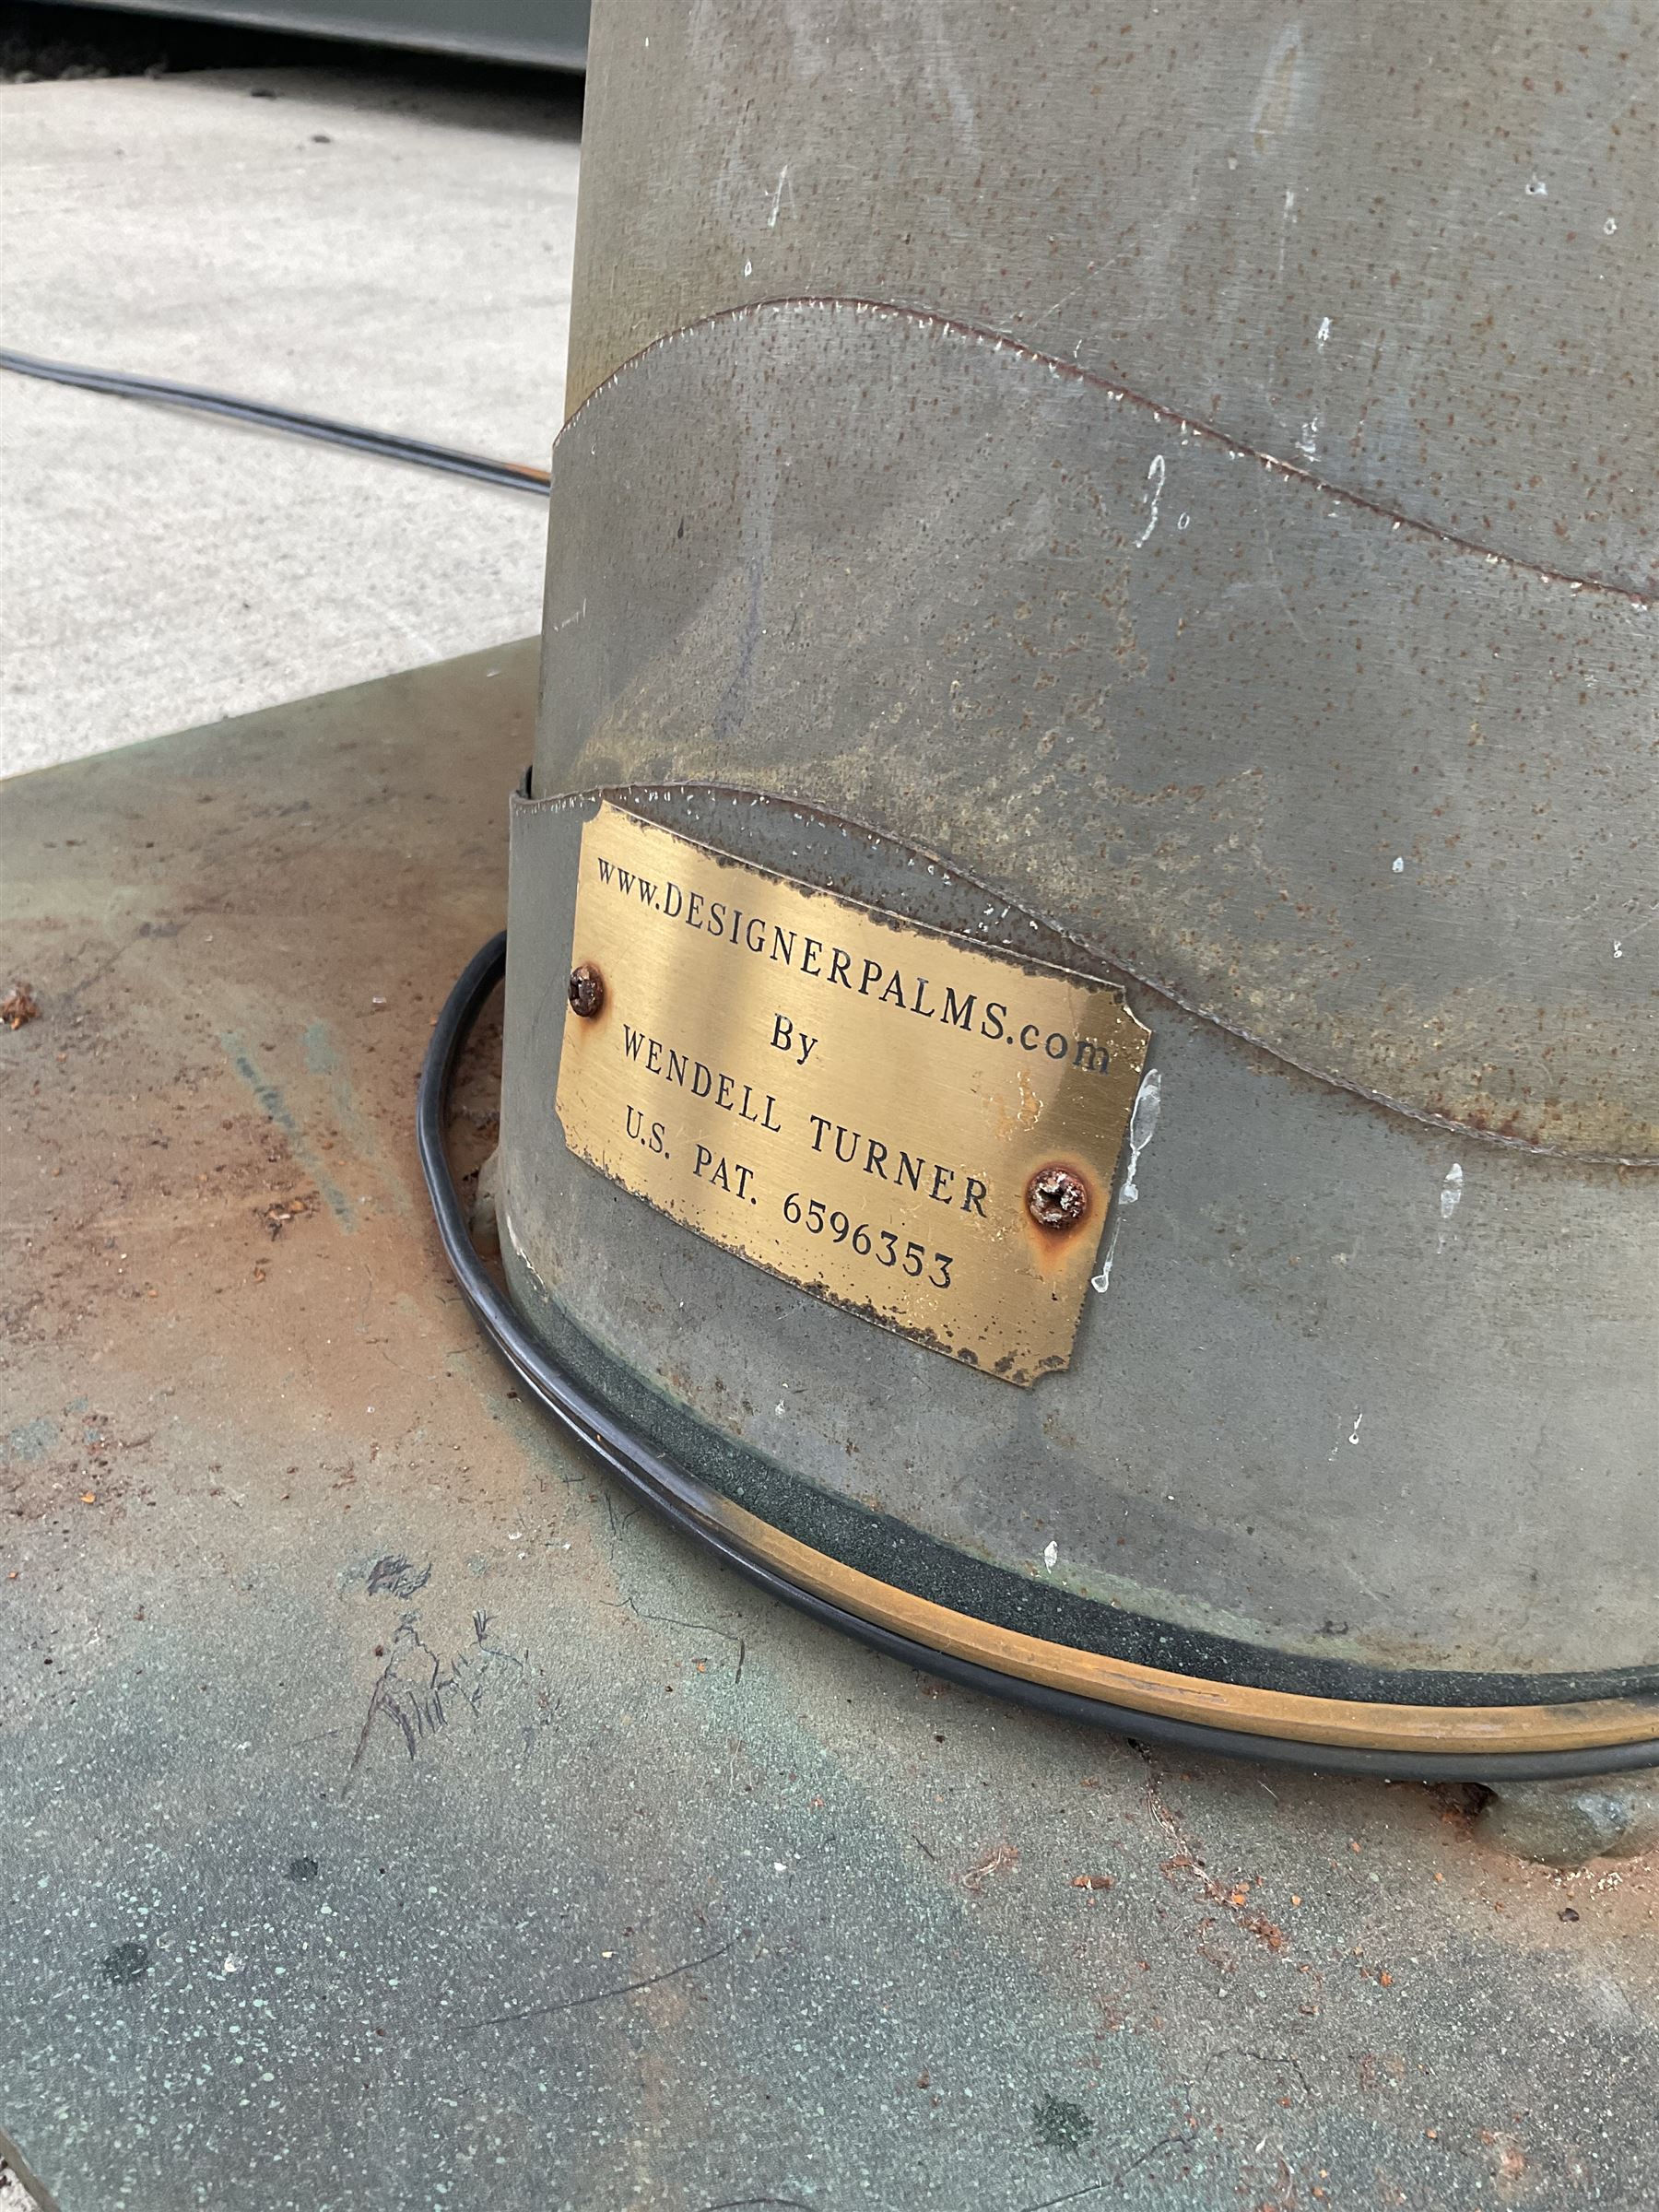 www.DESIGNERPALMS.com
By
WENDELL TURNER
U.S. PAT. 6596353